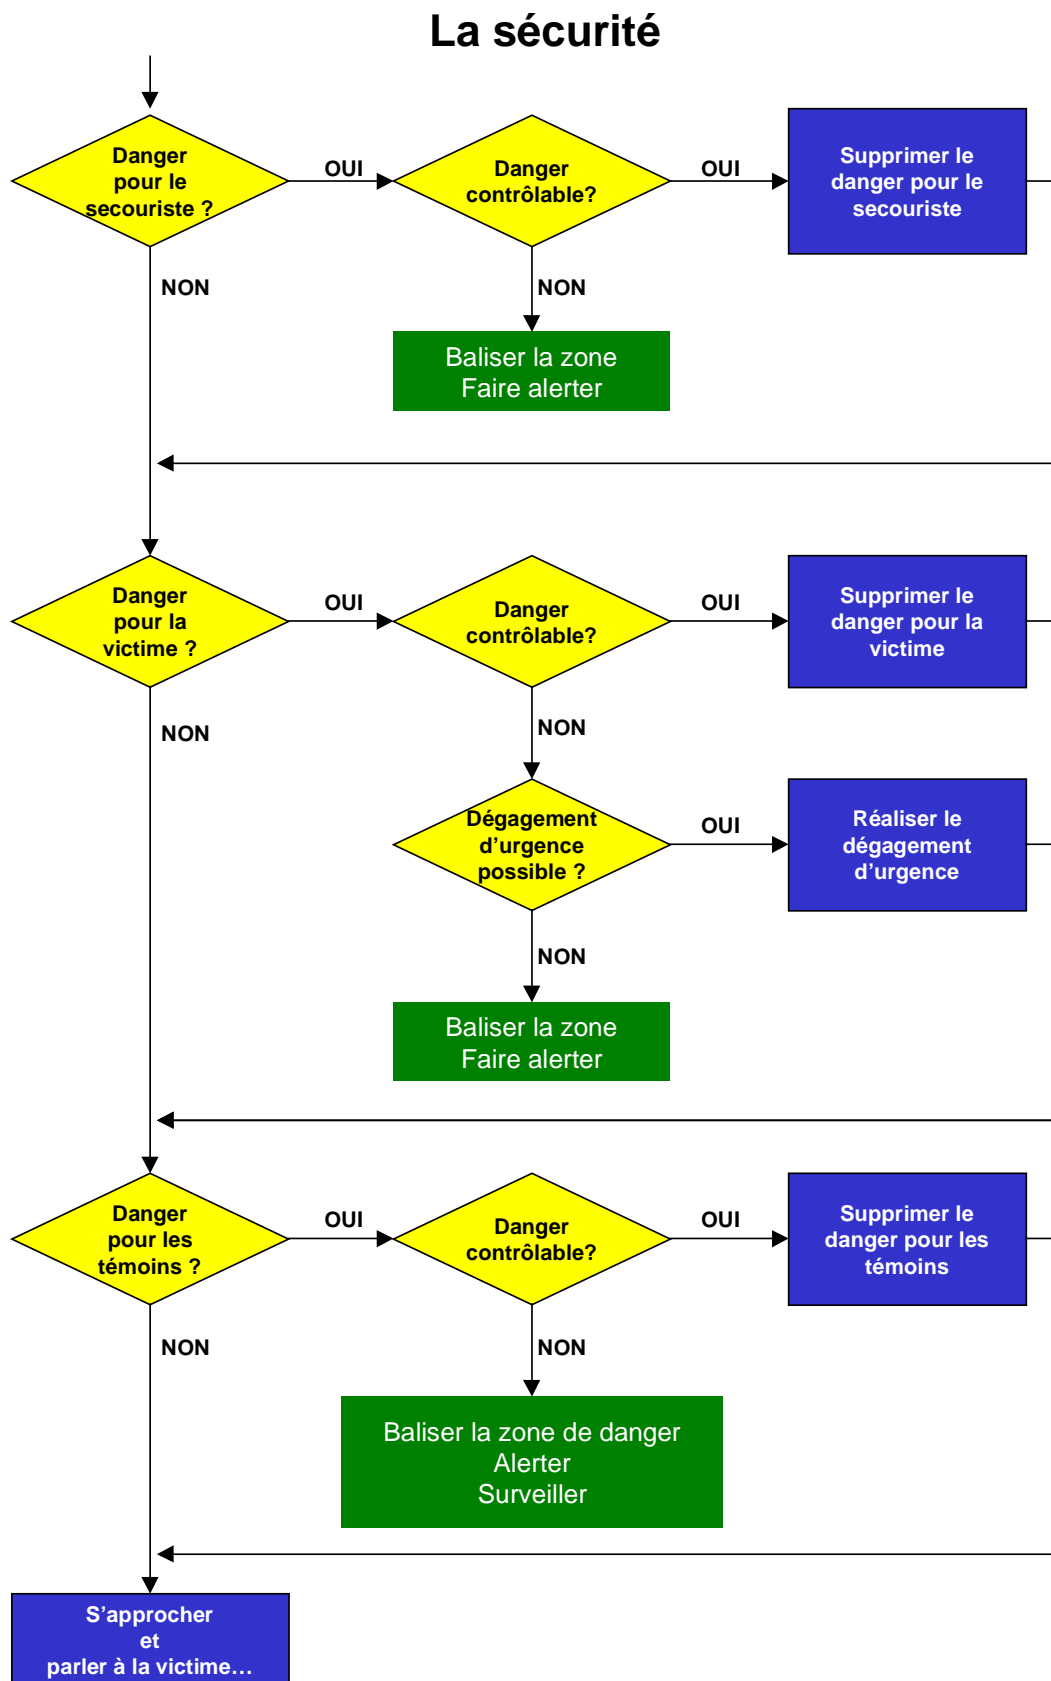 La sécurité
Danger
pour le
secouriste ?
OUI
Danger
contrôlable?
OUI
Supprimer le
danger pour le
secouriste
NON
NON
Baliser la zone
Faire alerter
Danger
pour la
victime ?
OUI
Danger
contrôlable?
OUI
Supprimer le
danger pour la
victime
NON
NON
Dégagement
d’urgence
possible ?
OUI
Réaliser le
dégagement
d’urgence
NON
Baliser la zone
Faire alerter
Danger
pour les
témoins ?
OUI
Danger
contrôlable?
OUI
Supprimer le
danger pour les
témoins
NON
NON
Baliser la zone de danger
Alerter
Surveiller
S’approcher
et
parler à la victime…